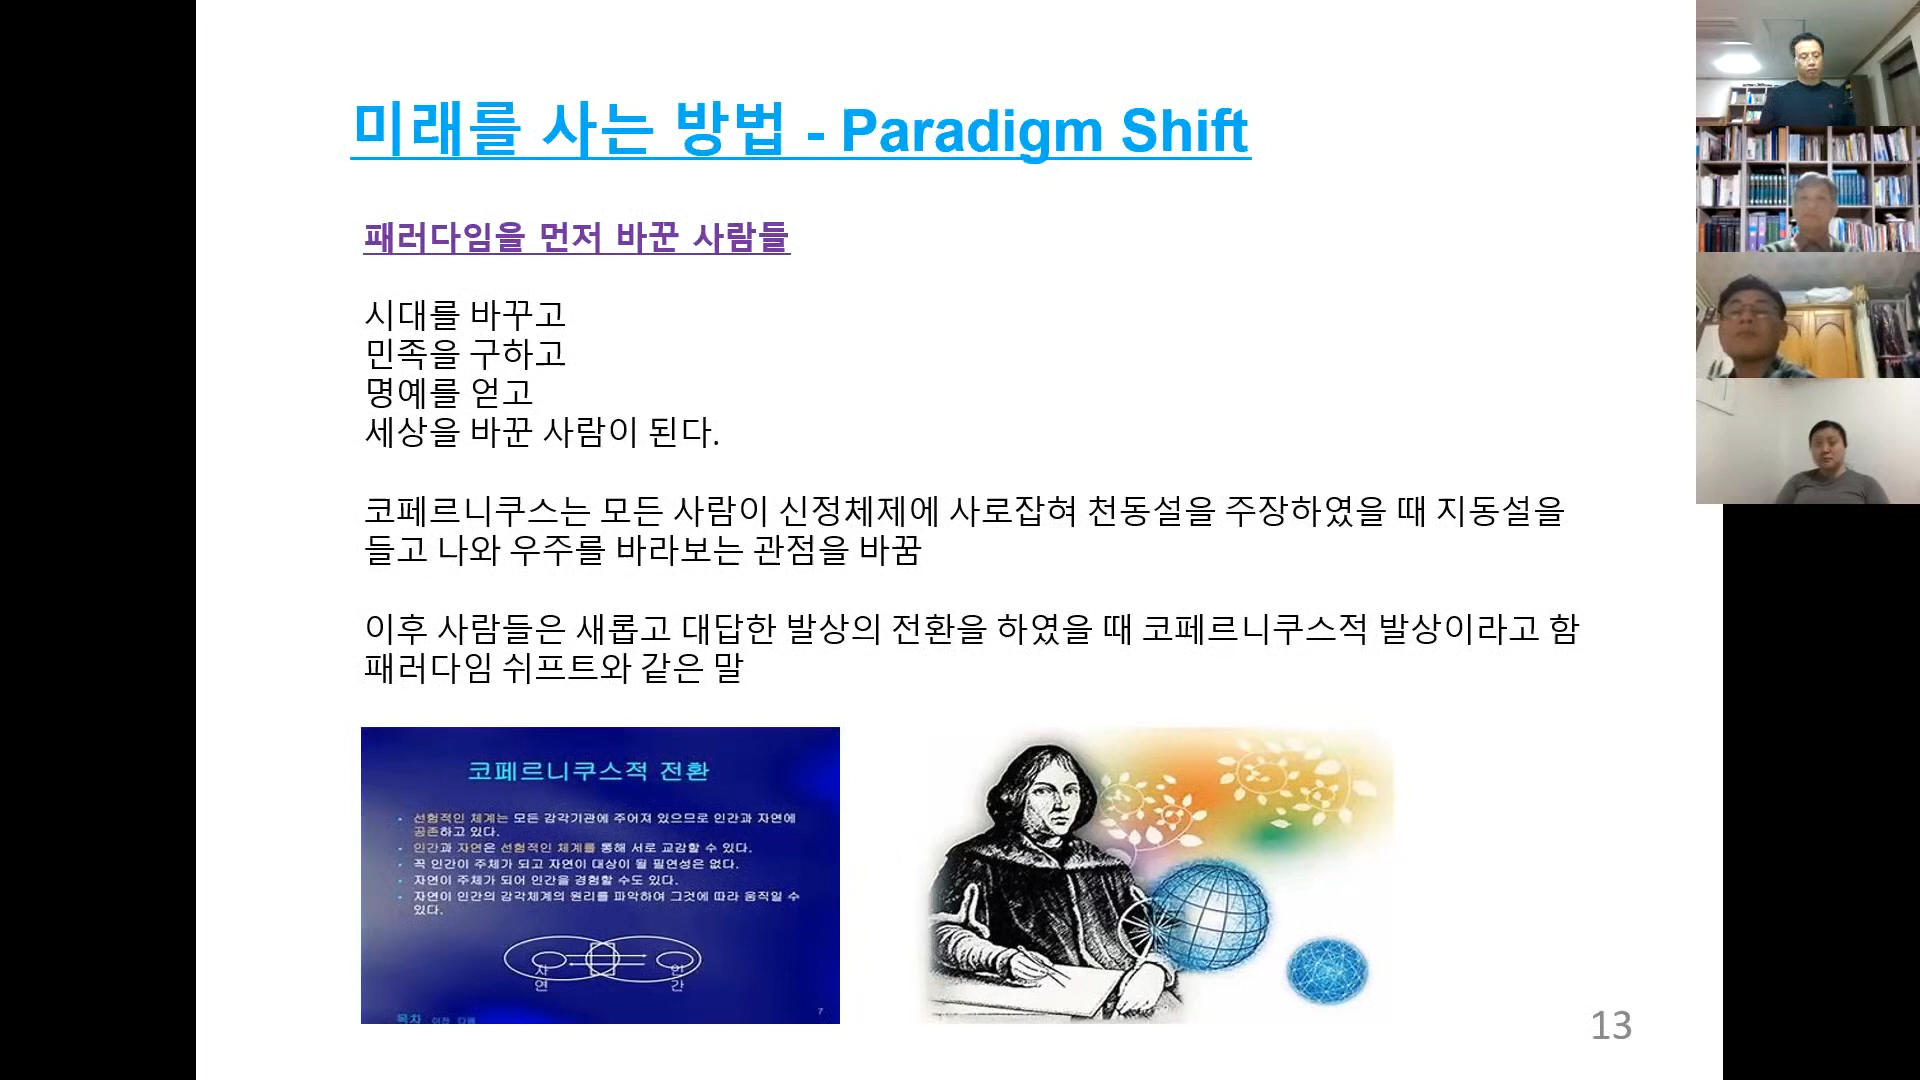 미래를 사는 방법 - Paradigm Shift
패러다임을 먼저 바꾼 사람들
시대를 바꾸고
민족을 구하고
명예를 얻고
세상을 바꾼 사람이 된다.
코페르니쿠스는 모든 사람이 신정체제에 사로잡혀 천동설을 주장하였을 때 지동설을
들고 나와 우주를 바라보는 관점을 바꿈
이후 사람들은 새롭고 대답한 발상의 전환을 하였을 때 코페르니쿠스적 발상이라고 함
패러다임 쉬프트와 같은 말
코페르니쿠스적 전환
선험적인 체계는 모든 감각기관에 주어져 있으므로 인간과 자연에
공존하고 있다.
인간과 자연은 선험적인 체계를 통해 서로 교감할 수 있다.
꼭 인간이 주체가 되고 자연이 대상이 될 필연성은 없다.
자연이 주체가 되어 인간을 경험할 수도 있다.
자연이 인간의 감각체계의 원리를 파악하여 그것에 따라 움직일 수
있다.
자연
인간
목차 이전 다음
7
13